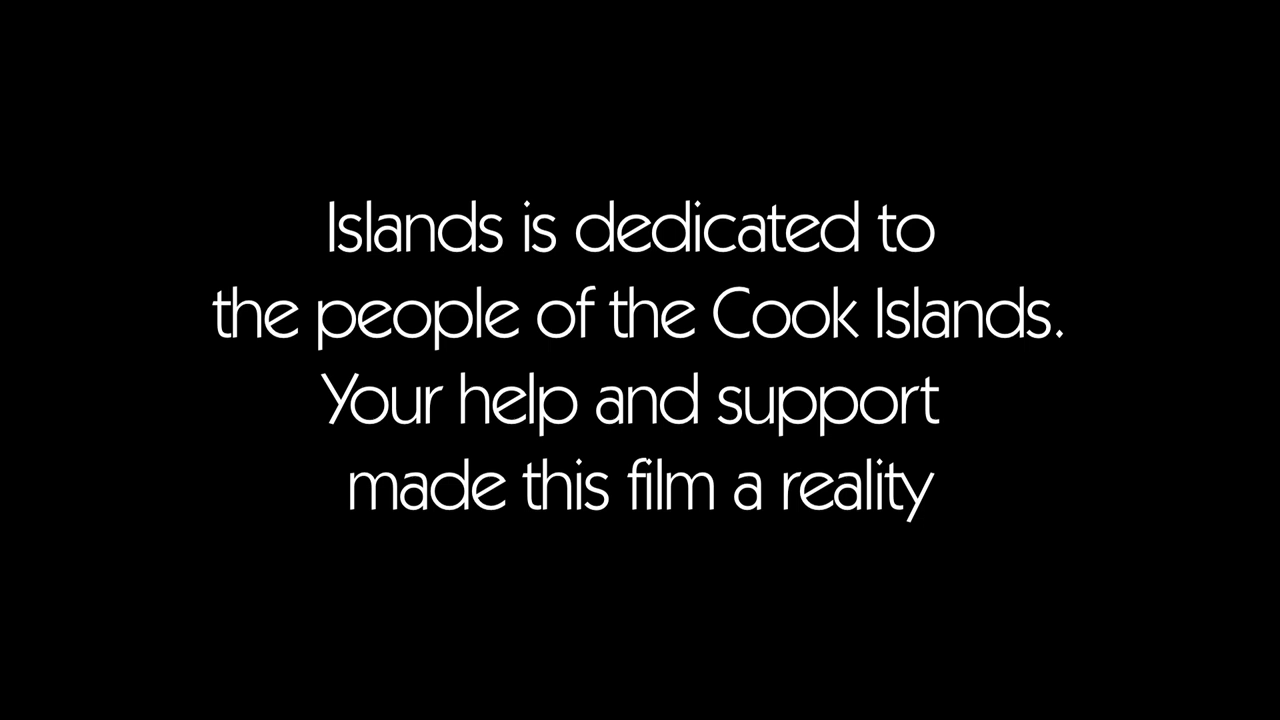 Islands is dedicated to
the people of the Cook Islands.
Your help and support
made this film a reality